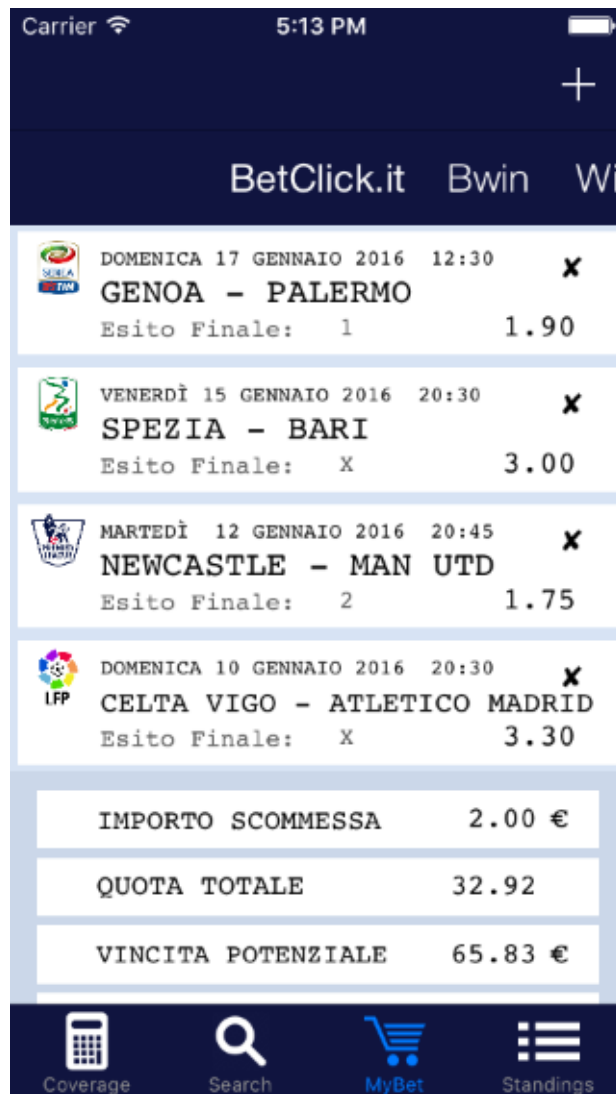 Carrier 5:13 PM
+
BetClick.it Bwin Wi
DOMENICA 17 GENNAIO 2016 12:30 ✘
GENOA - PALERMO
Esito Finale: 1 1.90
VENERDÌ 15 GENNAIO 2016 20:30 ✘
SPEZIA - BARI
Esito Finale: X 3.00
MARTEDÌ 12 GENNAIO 2016 20:45 ✘
NEWCASTLE - MAN UTD
Esito Finale: 2 1.75
DOMENICA 10 GENNAIO 2016 20:30 ✘
LFP
CELTA VIGO - ATLETICO MADRID
Esito Finale: X 3.30
IMPORTO SCOMMESSA 2.00 €
QUOTA TOTALE 32.92
VINCITA POTENZIALE 65.83 €
Coverage Search MyBet Standings